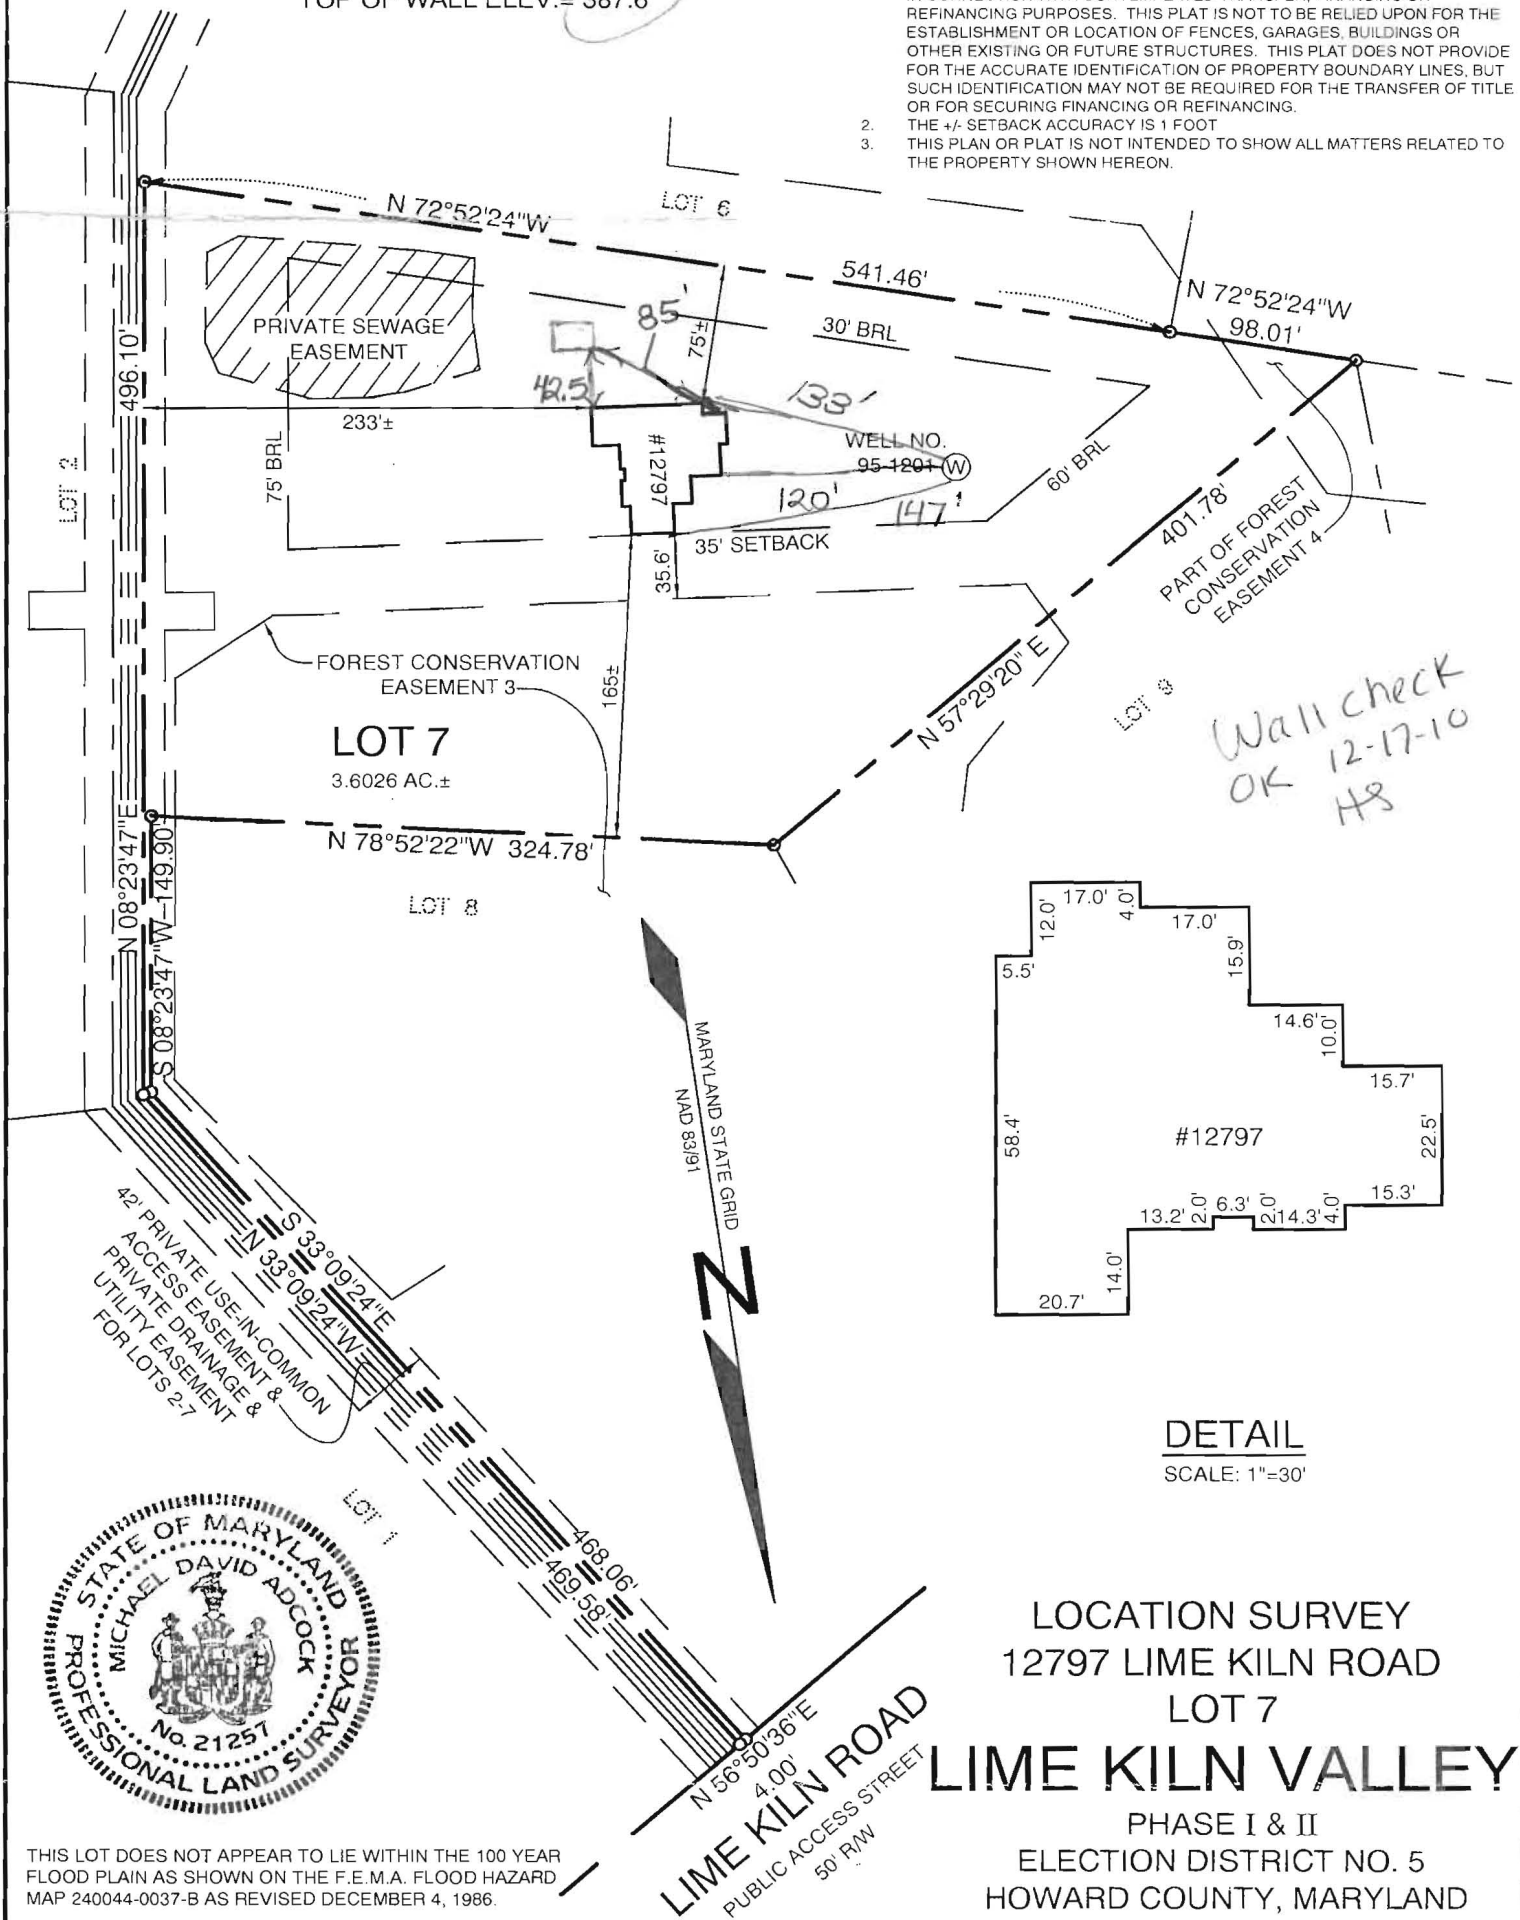 TOP OF WALL ELEV.= 387.6
REFINANCING PURPOSES. THIS PLAT IS NOT TO BE RELIED UPON FOR THE
ESTABLISHMENT OR LOCATION OF FENCES, GARAGES, BUILDINGS OR
OTHER EXISTING OR FUTURE STRUCTURES. THIS PLAT DOES NOT PROVIDE
FOR THE ACCURATE IDENTIFICATION OF PROPERTY BOUNDARY LINES, BUT
SUCH IDENTIFICATION MAY NOT BE REQUIRED FOR THE TRANSFER OF TITLE
OR FOR SECURING FINANCING OR REFINANCING.
2. THE +/- SETBACK ACCURACY IS 1 FOOT
3. THIS PLAN OR PLAT IS NOT INTENDED TO SHOW ALL MATTERS RELATED TO
THE PROPERTY SHOWN HEREON.
N 72°52'24"W
LOT 6
541.46'
N 72°52'24"W
98.01'
PRIVATE SEWAGE
EASEMENT
85'
75'±
30' BRL
496.10'
42.5
133'
233'±
#12797
WELL NO.
95-1201 W
75' BRL
LOT 2
60' BRL
120'
147'
35' SETBACK
35.6'
401.78'
PART OF FOREST
CONSERVATION
EASEMENT 4
FOREST CONSERVATION
EASEMENT 3
165±
N 57°29'20" E
LOT 9
Wall check
OK 12-17-10
HS
LOT 7
3.6026 AC.±
N 78°52'22"W 324.78'
N 08°23'47"E
S 08°23'47"W 149.90'
LOT 8
17.0'
4.0'
12.0'
17.0'
5.5'
15.9'
14.6'
10.0'
15.7'
58.4'
#12797
22.5'
13.2'
2.0'
6.3'
2.0'
14.3'
4.0'
15.3'
14.0'
20.7'
MARYLAND STATE GRID
NAD 83/91
N
S 33°09'24"E
N 33°09'24"W
42' PRIVATE USE-IN-COMMON
ACCESS EASEMENT &
PRIVATE DRAINAGE &
UTILITY EASEMENT
FOR LOTS 2-7
DETAIL
SCALE: 1"=30'
LOT 1
468.06'
469.58'
STATE OF MARYLAND
MICHAEL DAVID ADCOCK
No. 21257
PROFESSIONAL LAND SURVEYOR
N 56°50'36"E
4.00'
LIME KILN ROAD
PUBLIC ACCESS STREET
50' R/W
LOCATION SURVEY
12797 LIME KILN ROAD
LOT 7
LIME KILN VALLEY
PHASE I & II
ELECTION DISTRICT NO. 5
HOWARD COUNTY, MARYLAND
THIS LOT DOES NOT APPEAR TO LIE WITHIN THE 100 YEAR
FLOOD PLAIN AS SHOWN ON THE F.E.M.A. FLOOD HAZARD
MAP 240044-0037-B AS REVISED DECEMBER 4, 1986.